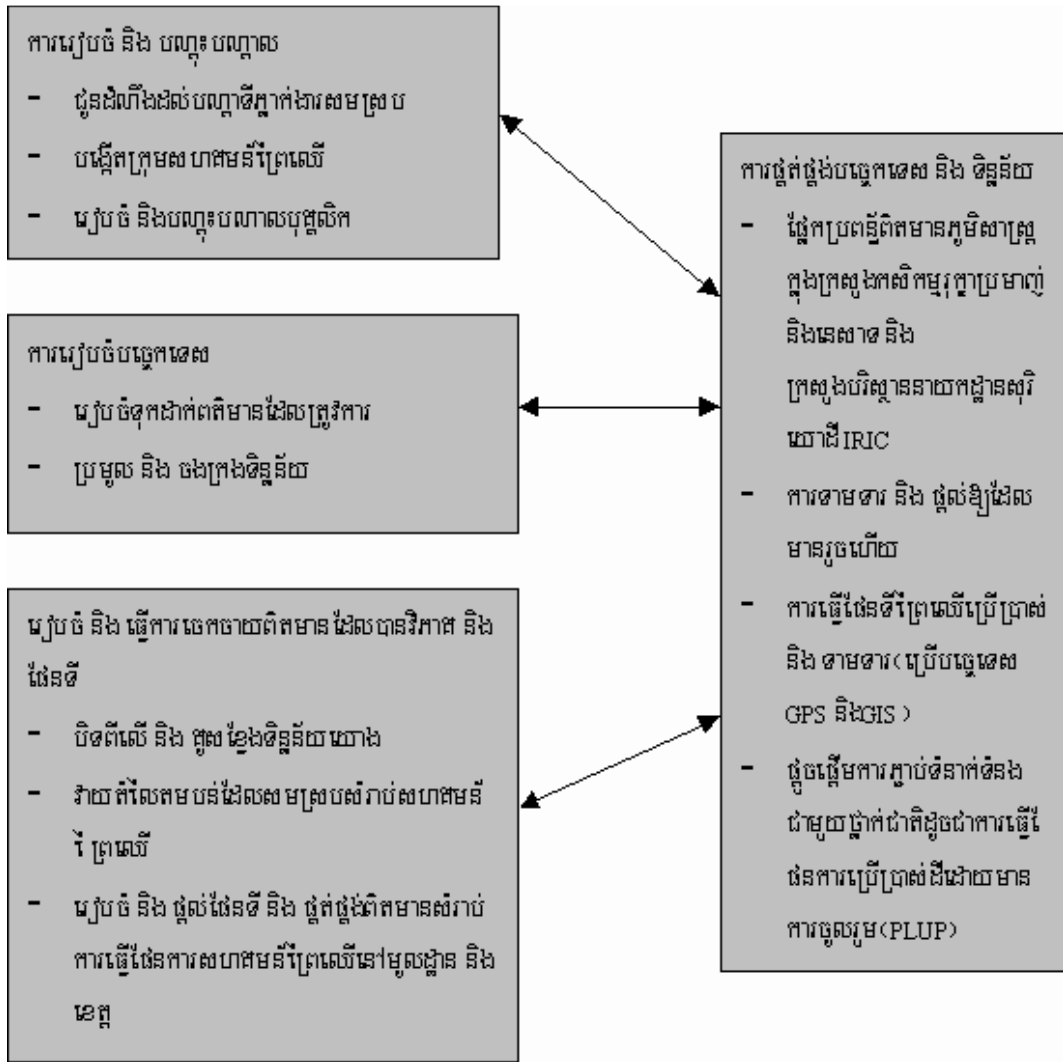 ការរៀបចំ និង បណ្តុះបណ្តាល
- ជូនដំណឹងដល់បណ្តាទីភ្នាក់ងារសមស្រប
- បង្កើតក្រុមសហគមន៍ព្រៃឈើ
- រៀបចំ និងបណ្តុះបណាលបុគ្គលិក
ការរៀបចំបច្ចេកទេស
- រៀបចំទុកដាក់ពត៌មានដែលត្រូវការ
- ប្រមូល និង ចងក្រងទិន្នន័យ
រៀបចំ និង ធ្វើការចេកចាយពិតមានដែលបានវិភាគ និង
ផែនទី
- បិទពីលើ និង គូសខ្វែងទិន្នន័យយោង
- វាយតំលៃតមបន់ដែលសមស្របសំរាប់សហគមន៍
ព្រៃឈើ
- រៀបចំ និង ផ្តល់ផែនទី និង ផ្គត់ផ្គង់ពិតមានសំរាប់
ការធ្វើផែនការសហគមន៍ព្រៃឈើនៅមូលដ្ឋាន និង
ខេត្ត
ការផ្គត់ផ្គង់បច្ចេកទេស និង ទិន្នន័យ
- ផ្នែកប្រពន្ធ័ពិតមានភូមិសាស្ត្រ
ក្នុងក្រសួងកសិកម្មរុក្ខាប្រមាញ់
និងនេសាទ និង
ក្រសួងបរិស្ថាននាយកដ្ឋានសុរិ
យោដីIRIC
- ការទាមទារ និង ផ្តល់ឱ្យដែល
មានរួចហើយ
- ការធ្វើផែនទីព្រៃឈើប្រើប្រាស់
និង ទាមទារ(ប្រើបច្ចេទេស
GPS និងGIS )
- ផ្តួចផ្តើមការភ្ជាប់ទំនាក់ទំនង
ជាមួយថ្នាក់ជាតិដូចជាការធ្វើ
ផែនការប្រើប្រាស់ដីដោយមាន
ការចូលរួម(PLUP)